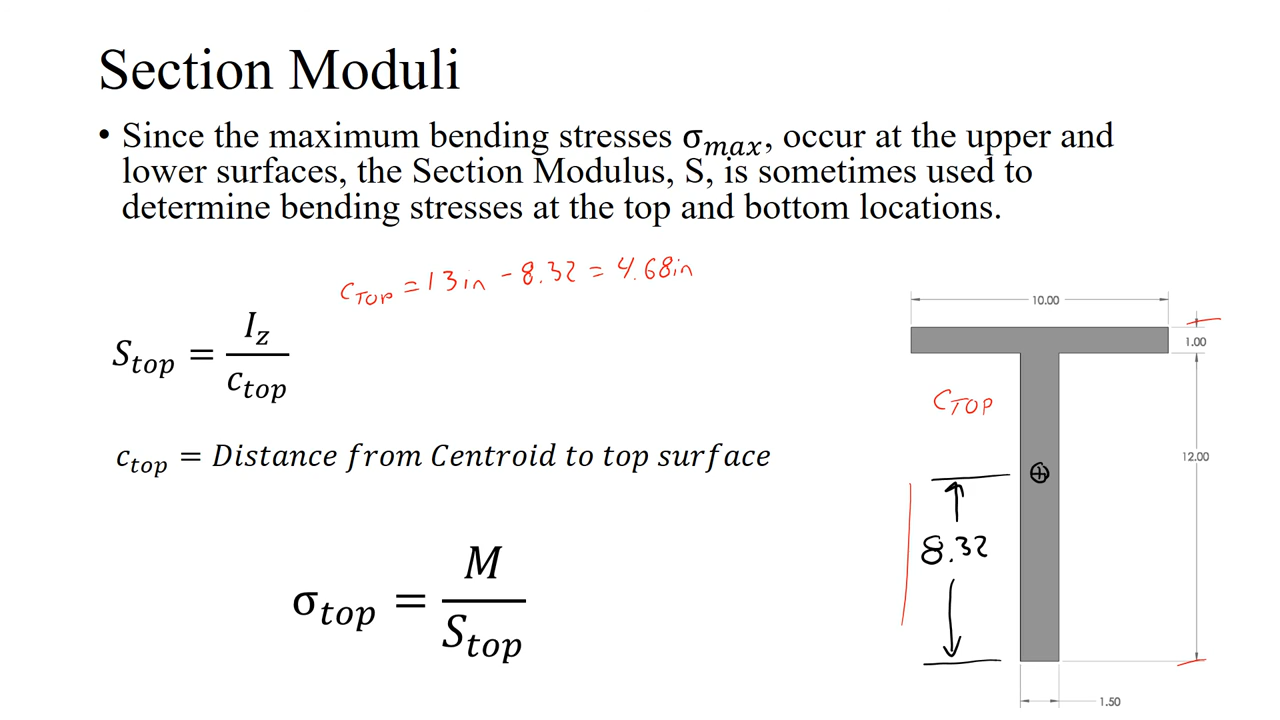 Section Moduli
• Since the maximum bending stresses σmax, occur at the upper and
lower surfaces, the Section Modulus, S, is sometimes used to
determine bending stresses at the top and bottom locations.
CTOP = 13in - 8.32 = 4.68in
Stop = Iz / ctop
ctop = Distance from Centroid to top surface
σtop = M / Stop
10.00
1.00
CTOP
12.00
8.32
1.50